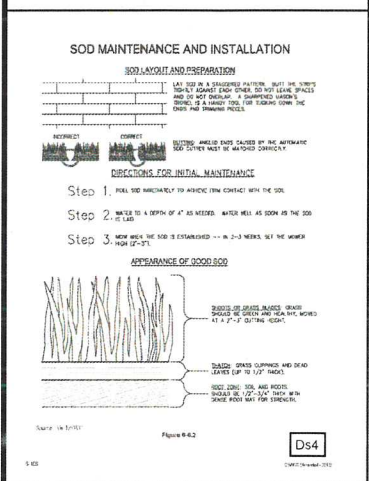 SOD MAINTENANCE AND INSTALLATION
SOD LAYOUT AND PREPARATION
LAY SOD IN A STAGGERED PATTERN. BUTT THE STRIPS
TIGHTLY AGAINST EACH OTHER. DO NOT LEAVE SPACES
AND DO NOT OVERLAP. A SHARPENED MASON'S
TROWEL IS A HANDY TOOL FOR TUCKING DOWN THE
ENDS AND TRIMMING PIECES.
INCORRECT CORRECT
BUTTING: ANGLED ENDS CAUSED BY THE AUTOMATIC
SOD CUTTER MUST BE MATCHED CORRECTLY.
DIRECTIONS FOR INITIAL MAINTENANCE
Step 1. ROLL SOD IMMEDIATELY TO ACHIEVE FIRM CONTACT WITH THE SOIL
Step 2. WATER TO A DEPTH OF 4" AS NEEDED. WATER WELL AS SOON AS THE SOD
IS LAID
Step 3. MOW WHEN THE SOD IS ESTABLISHED -- IN 2-3 WEEKS. SET THE MOWER
HIGH (2"-3").
APPEARANCE OF GOOD SOD
SHOOTS OR GRASS BLADES: GRASS
SHOULD BE GREEN AND HEALTHY, MOWED
AT A 2"-3" CUTTING HEIGHT.
THATCH: GRASS CLIPPINGS AND DEAD
LEAVES (UP TO 1/2" THICK).
ROOT ZONE: SOIL AND ROOTS.
SHOULD BE 1/2"-3/4" THICK WITH
DENSE ROOT MAT FOR STRENGTH.
Source: Va
Figure 6-6.2
Ds4